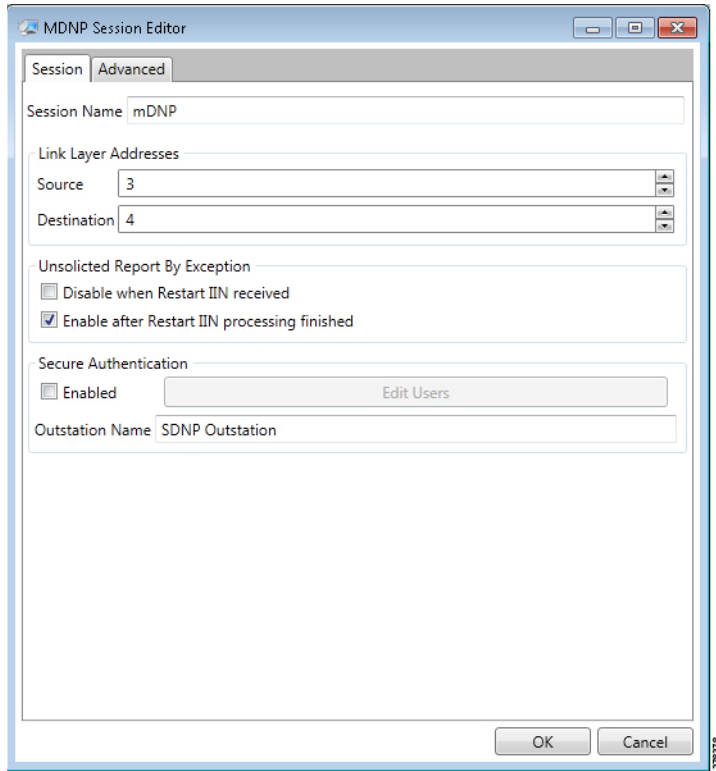 MDNP Session Editor
Session Advanced
Session Name mDNP
Link Layer Addresses
Source 3
Destination 4
Unsolicted Report By Exception
Disable when Restart IIN received
Enable after Restart IIN processing finished
Secure Authentication
Enabled Edit Users
Outstation Name SDNP Outstation
OK Cancel